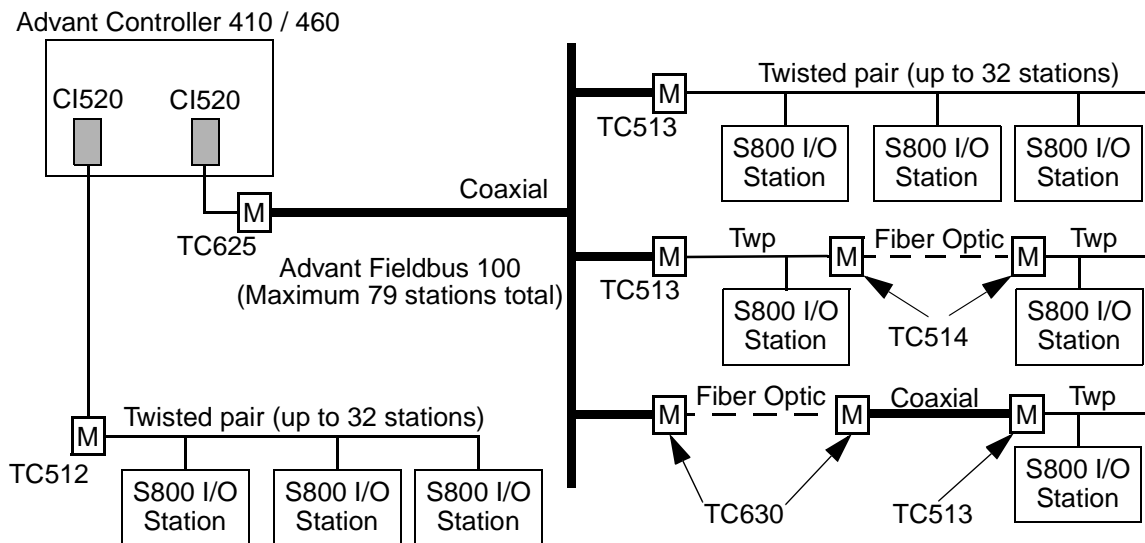 Advant Controller 410 / 460
CI520
CI520
M
TC625
Coaxial
Advant Fieldbus 100
(Maximum 79 stations total)
M
TC513
Twisted pair (up to 32 stations)
S800 I/O
Station
S800 I/O
Station
S800 I/O
Station
M
TC513
Twp
M
Fiber Optic
M
Twp
S800 I/O
Station
TC514
S800 I/O
Station
M
Fiber Optic
M
Coaxial
M
Twp
TC630
TC513
S800 I/O
Station
M
TC512
Twisted pair (up to 32 stations)
S800 I/O
Station
S800 I/O
Station
S800 I/O
Station